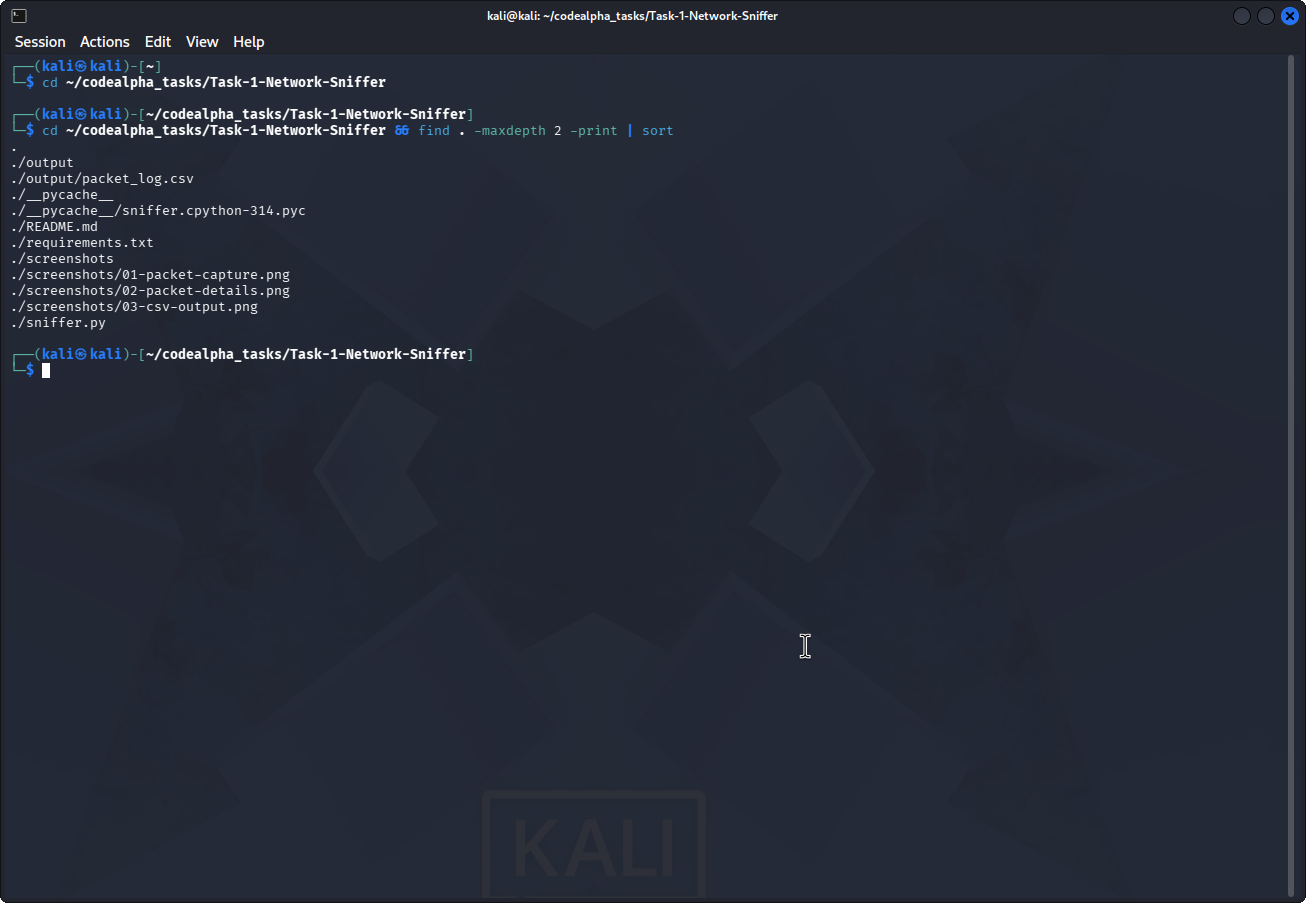 kali@kali: ~/codealpha_tasks/Task-1-Network-Sniffer
Session Actions Edit View Help
┌──(kali㉿kali)-[~]
└─$ cd ~/codealpha_tasks/Task-1-Network-Sniffer
┌──(kali㉿kali)-[~/codealpha_tasks/Task-1-Network-Sniffer]
└─$ cd ~/codealpha_tasks/Task-1-Network-Sniffer && find . -maxdepth 2 -print | sort
.
./output
./output/packet_log.csv
./__pycache__
./__pycache__/sniffer.cpython-314.pyc
./README.md
./requirements.txt
./screenshots
./screenshots/01-packet-capture.png
./screenshots/02-packet-details.png
./screenshots/03-csv-output.png
./sniffer.py
┌──(kali㉿kali)-[~/codealpha_tasks/Task-1-Network-Sniffer]
└─$
KALI